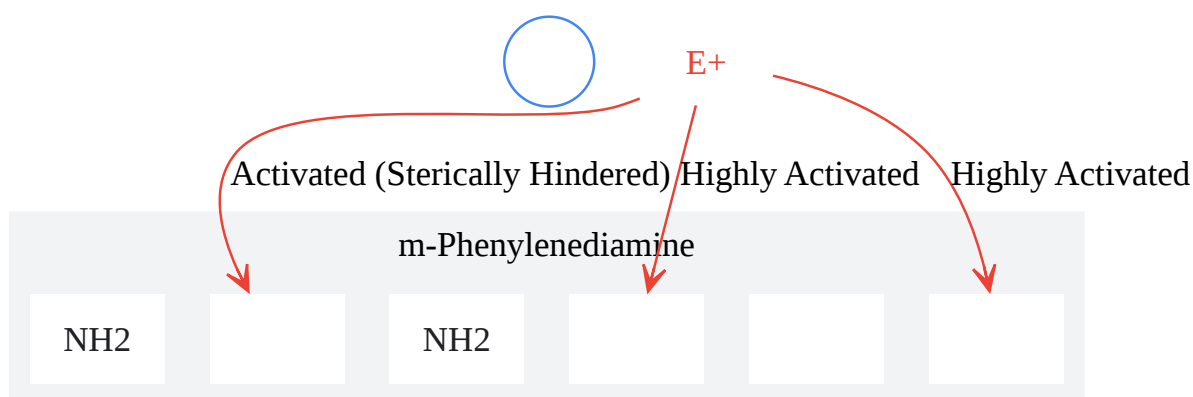 E+
Activated (Sterically Hindered)
Highly Activated
Highly Activated
m-Phenylenediamine
NH2
NH2